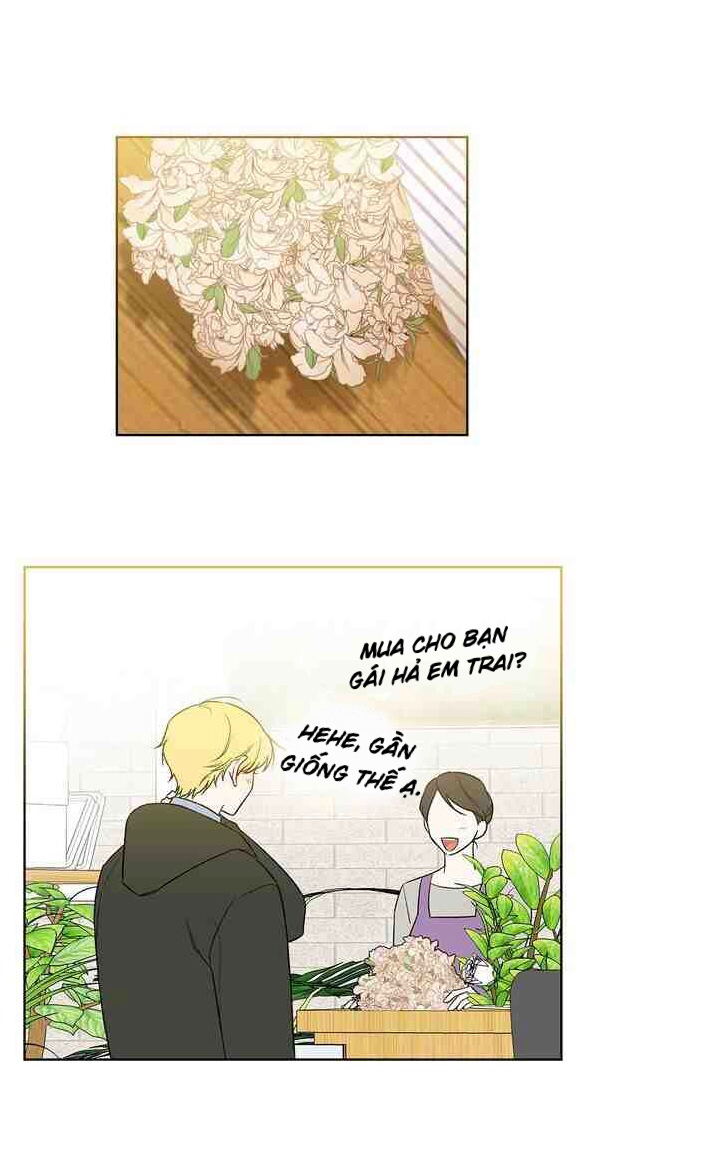 MUA CHO BẠN
GÁI HẢ EM TRAI?
HEHE, GẦN
GIỐNG THẾ Ạ.